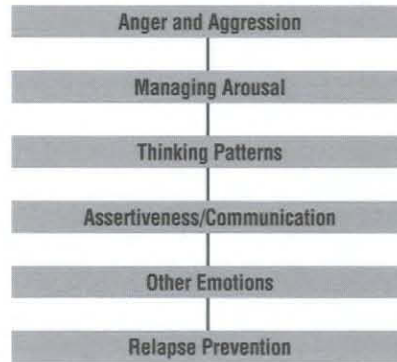 Anger and Aggression
Managing Arousal
Thinking Patterns
Assertiveness/Communication
Other Emotions
Relapse Prevention